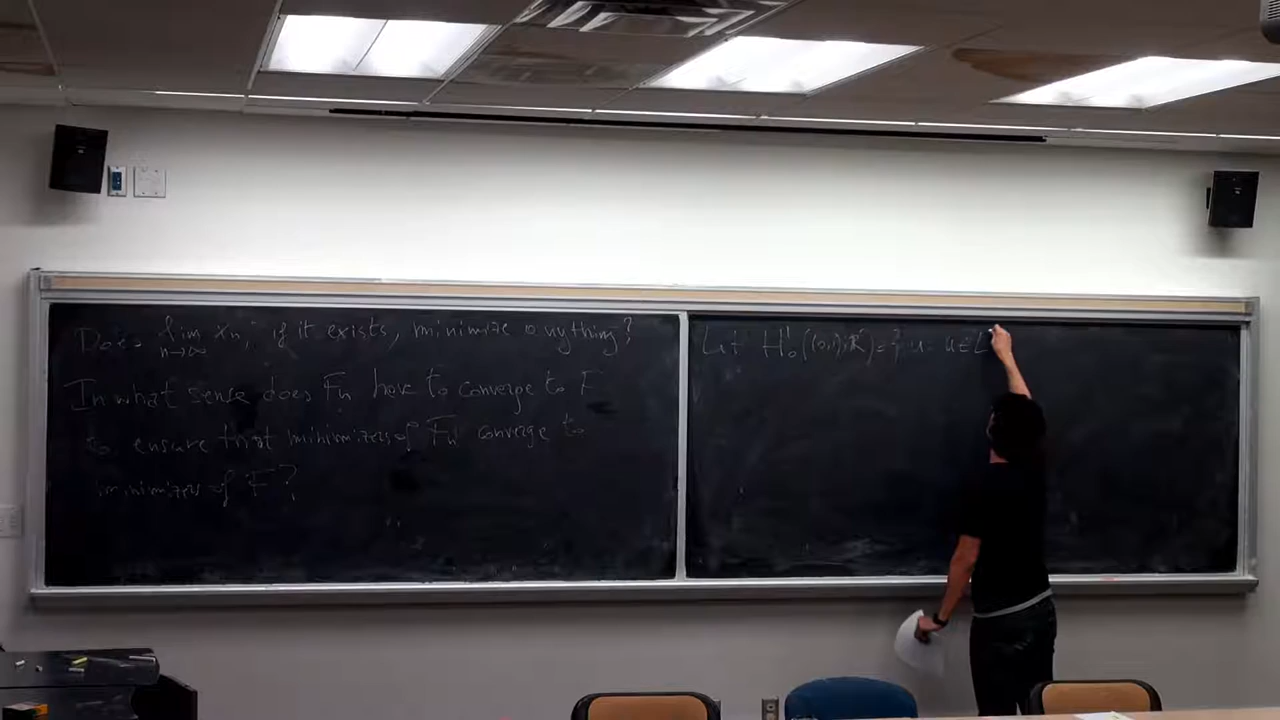 Does lim xn, if it exists, minimize anything?
n→∞
In what sense does Fn have to converge to F
to ensure that minimizers of Fn converge to
minimizers of F?
Let H¹₀((0,1); ℝ) = { u : u ∈ L